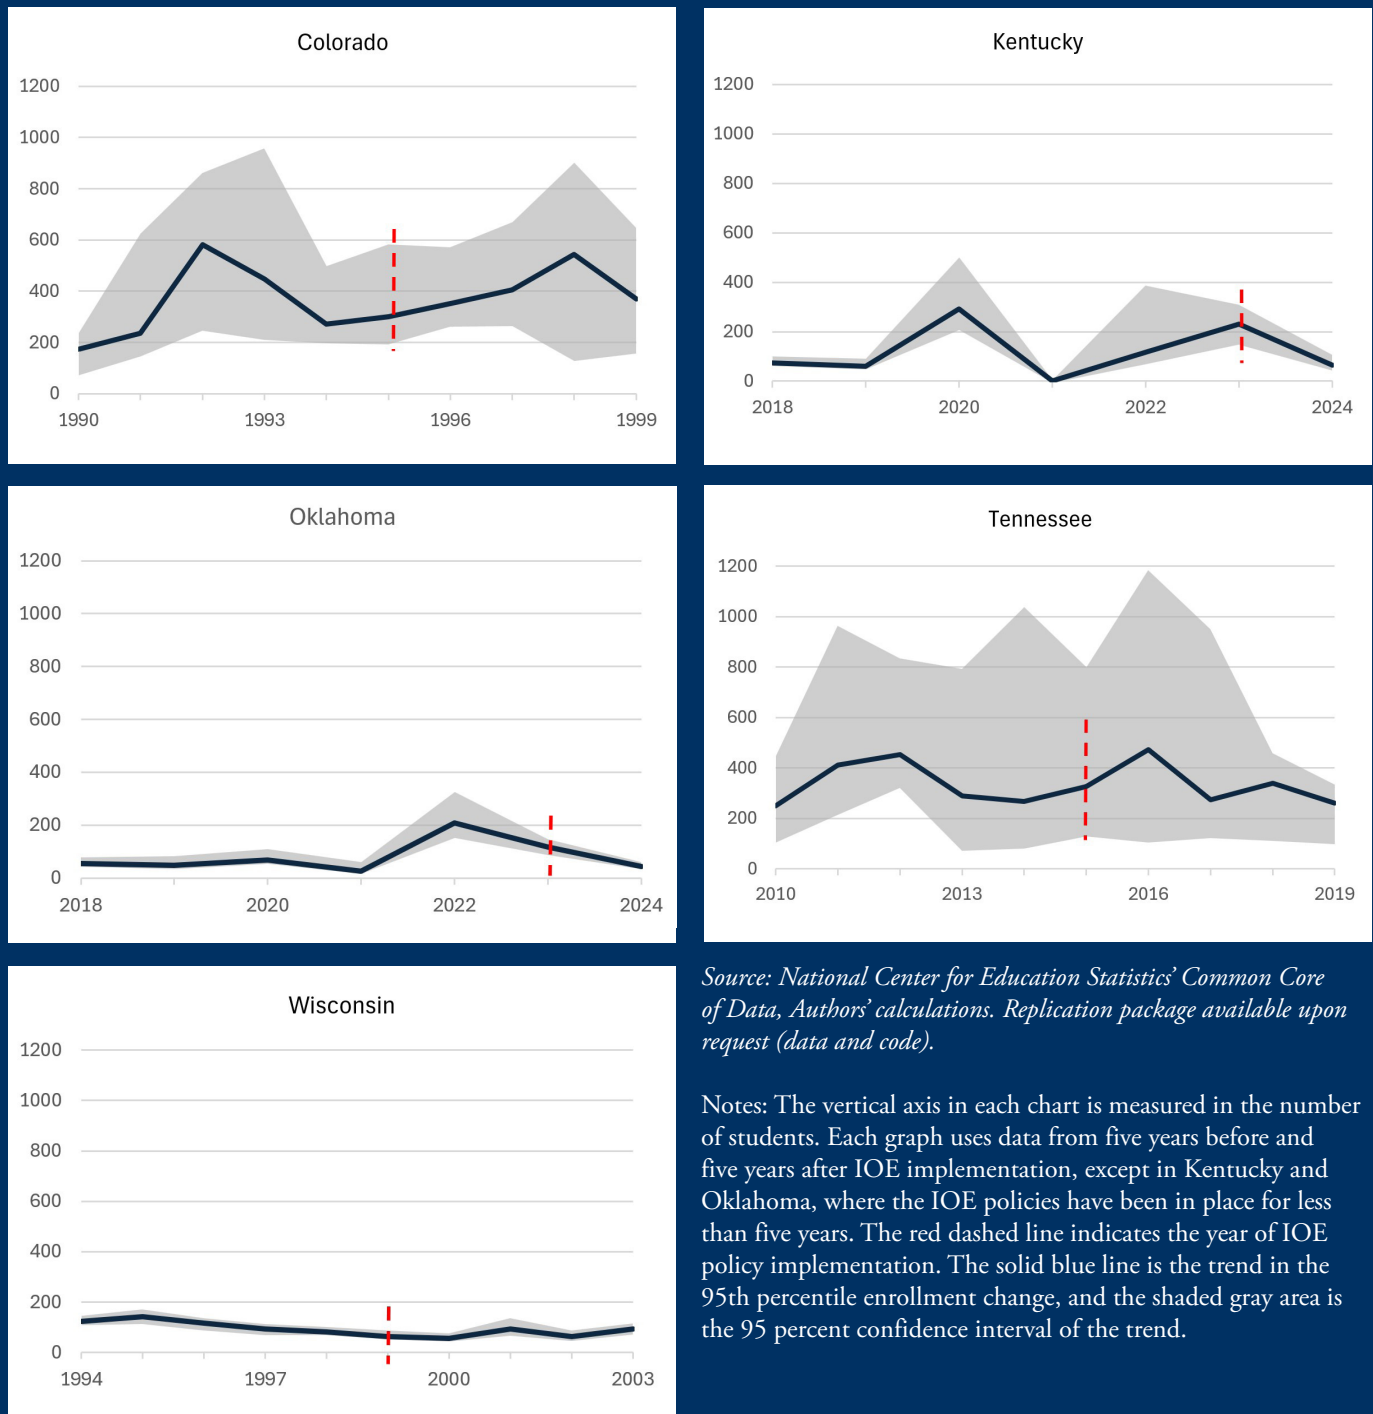 Colorado
1200
1000
800
600
400
200
0
1990 1993 1996 1999
Kentucky
1200
1000
800
600
400
200
0
2018 2020 2022 2024
Oklahoma
1200
1000
800
600
400
200
0
2018 2020 2022 2024
Tennessee
1200
1000
800
600
400
200
0
2010 2013 2016 2019
Wisconsin
1200
1000
800
600
400
200
0
1994 1997 2000 2003
Source: National Center for Education Statistics’ Common Core
of Data, Authors’ calculations. Replication package available upon
request (data and code).
Notes: The vertical axis in each chart is measured in the number
of students. Each graph uses data from five years before and
five years after IOE implementation, except in Kentucky and
Oklahoma, where the IOE policies have been in place for less
than five years. The red dashed line indicates the year of IOE
policy implementation. The solid blue line is the trend in the
95th percentile enrollment change, and the shaded gray area is
the 95 percent confidence interval of the trend.